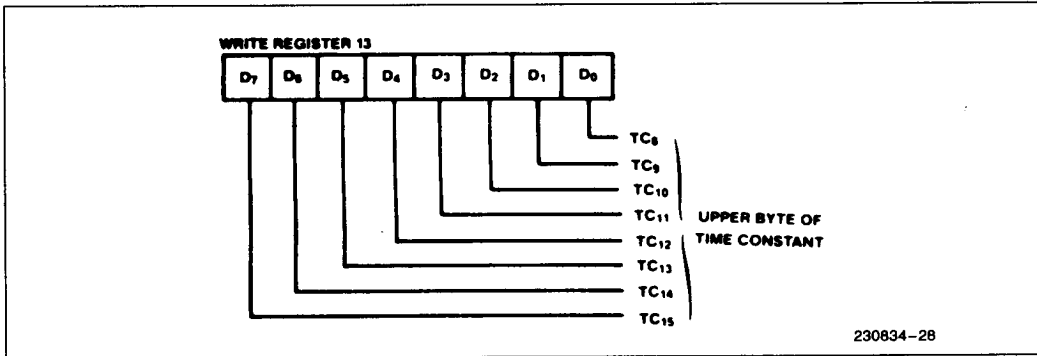 WRITE REGISTER 13
D7 D6 D5 D4 D3 D2 D1 D0
TC8
TC9
TC10
TC11
TC12
TC13
TC14
TC15
UPPER BYTE OF
TIME CONSTANT
230834-28